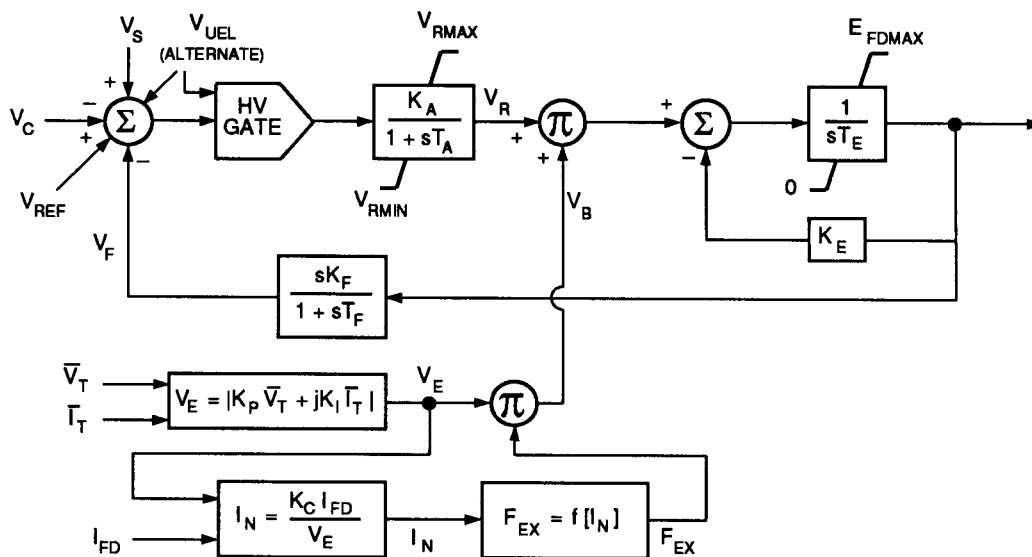 V_S
V_UEL
(ALTERNATE)
V_RMAX
E_FDMAX
+
V_C
−
Σ
+
−
V_REF
HV
GATE
K_A
1 + sT_A
V_R
+
π
+
V_RMIN
V_B
+
Σ
−
1
sT_E
0
K_E
V_F
sK_F
1 + sT_F
V̅_T
I̅_T
V_E = |K_P V̅_T + jK_I I̅_T|
V_E
π
I_FD
I_N = K_C I_FD
V_E
I_N
F_EX = f [I_N]
F_EX